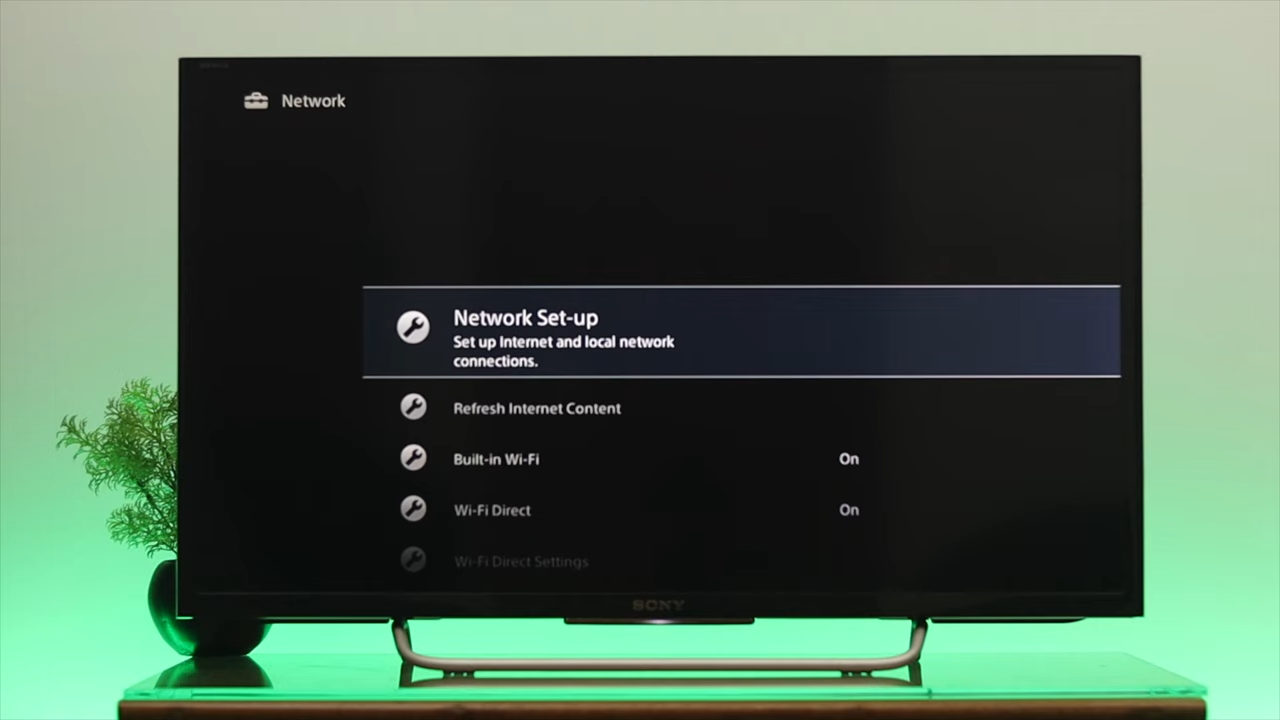 Network
Network Set-up
Set up Internet and local network
connections.
Refresh Internet Content
Built-in Wi-Fi On
Wi-Fi Direct On
Wi-Fi Direct Settings
SONY